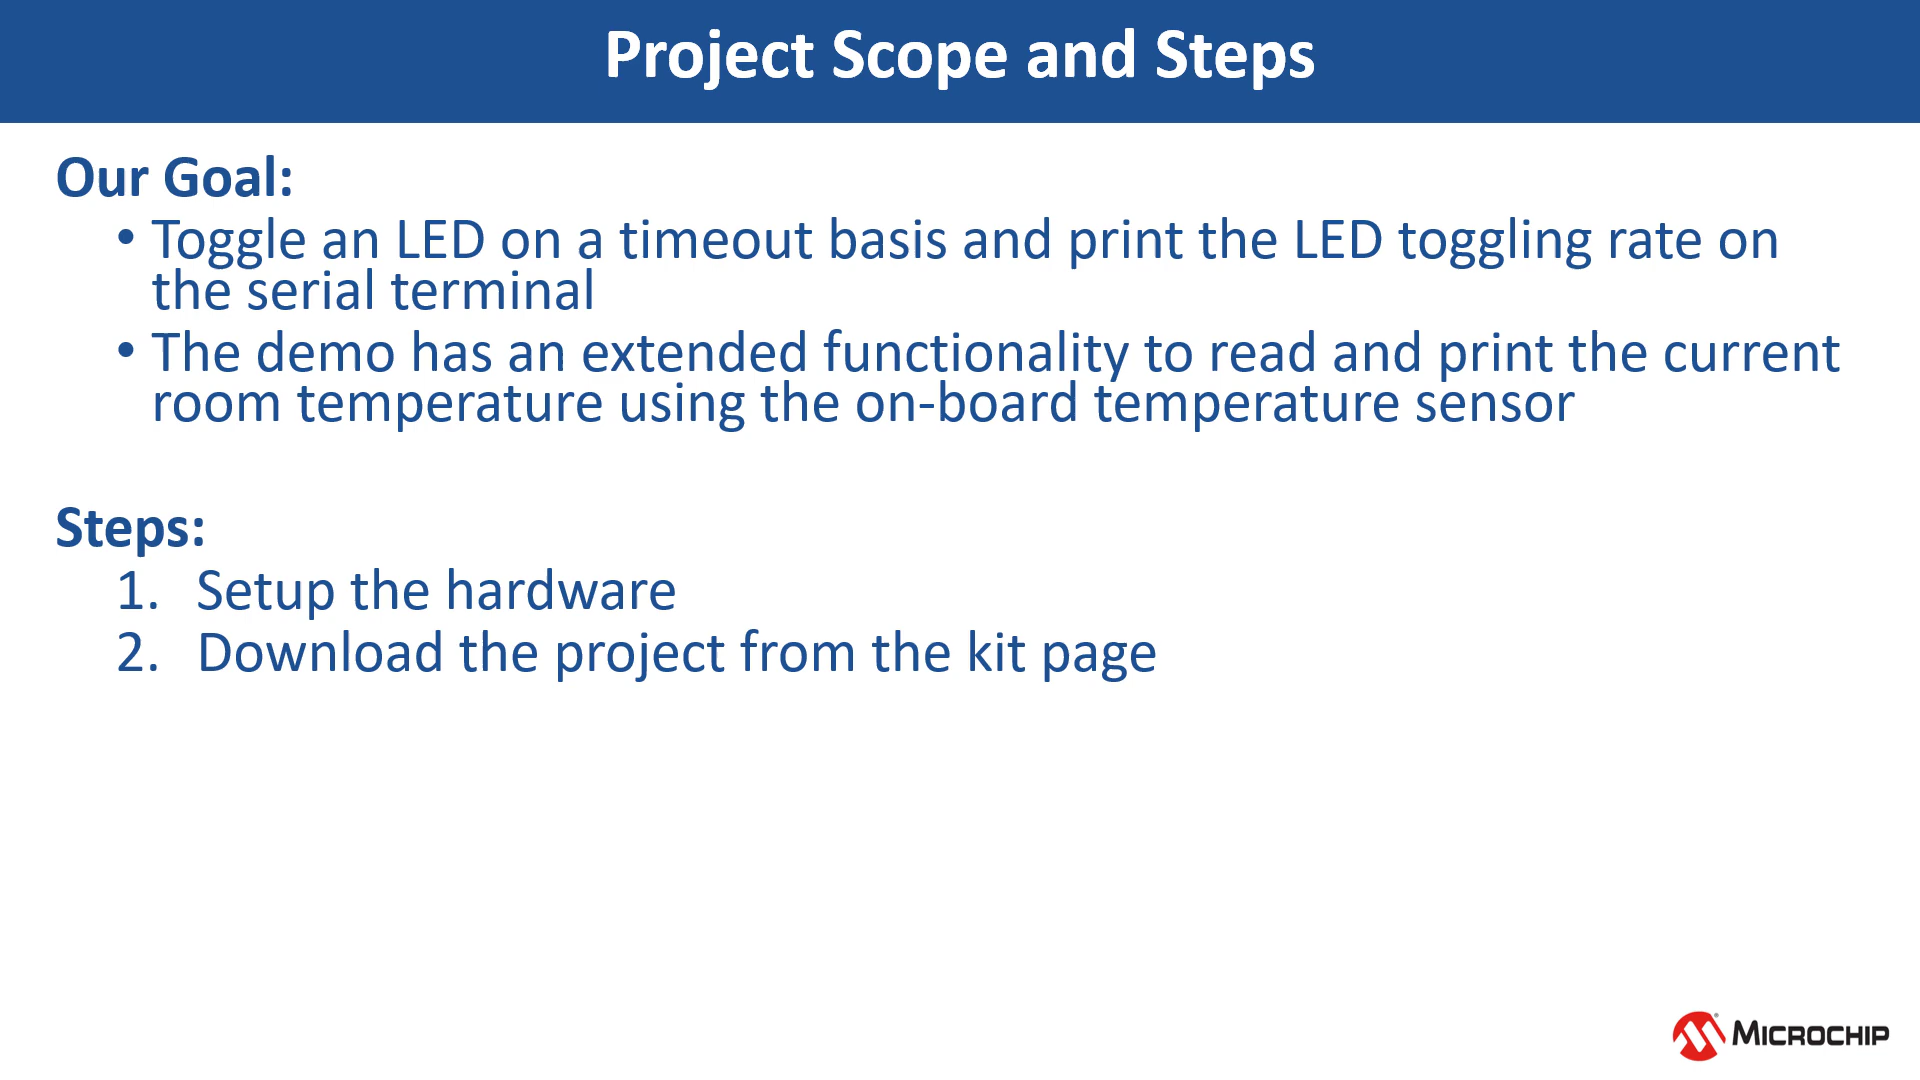 Project Scope and Steps
Our Goal:
• Toggle an LED on a timeout basis and print the LED toggling rate on
the serial terminal
• The demo has an extended functionality to read and print the current
room temperature using the on-board temperature sensor
Steps:
1. Setup the hardware
2. Download the project from the kit page
MICROCHIP